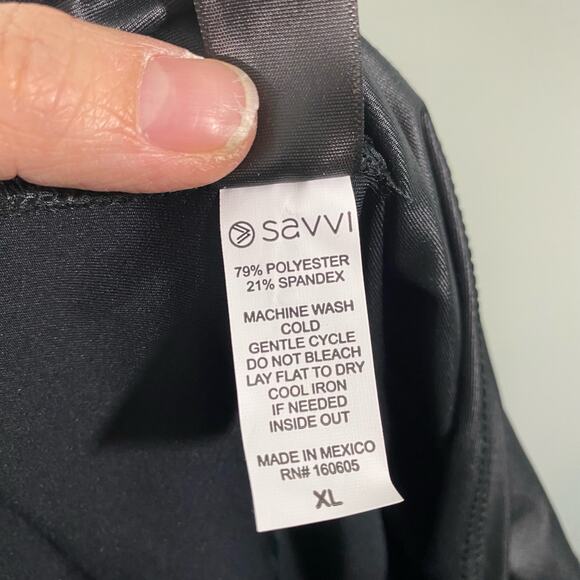 savvi
79% POLYESTER
21% SPANDEX
MACHINE WASH
COLD
GENTLE CYCLE
DO NOT BLEACH
LAY FLAT TO DRY
COOL IRON
IF NEEDED
INSIDE OUT
MADE IN MEXICO
RN# 160605
XL